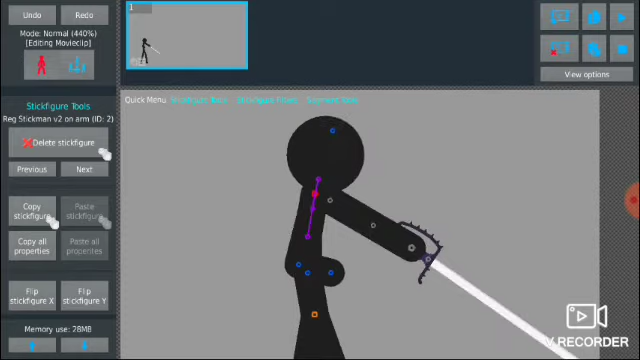 Undo Redo
1
Mode: Normal (440%)
[Editing Movieclip]
View options
Quick Menu
Stickfigure Tools
Reg Stickman v2 on arm (ID: 2)
Delete stickfigure
Previous Next
Copy stickfigure
Paste stickfigure
Copy all properties
Paste all properties
Flip stickfigure X
Flip stickfigure Y
Memory use: 28MB
V.RECORDER